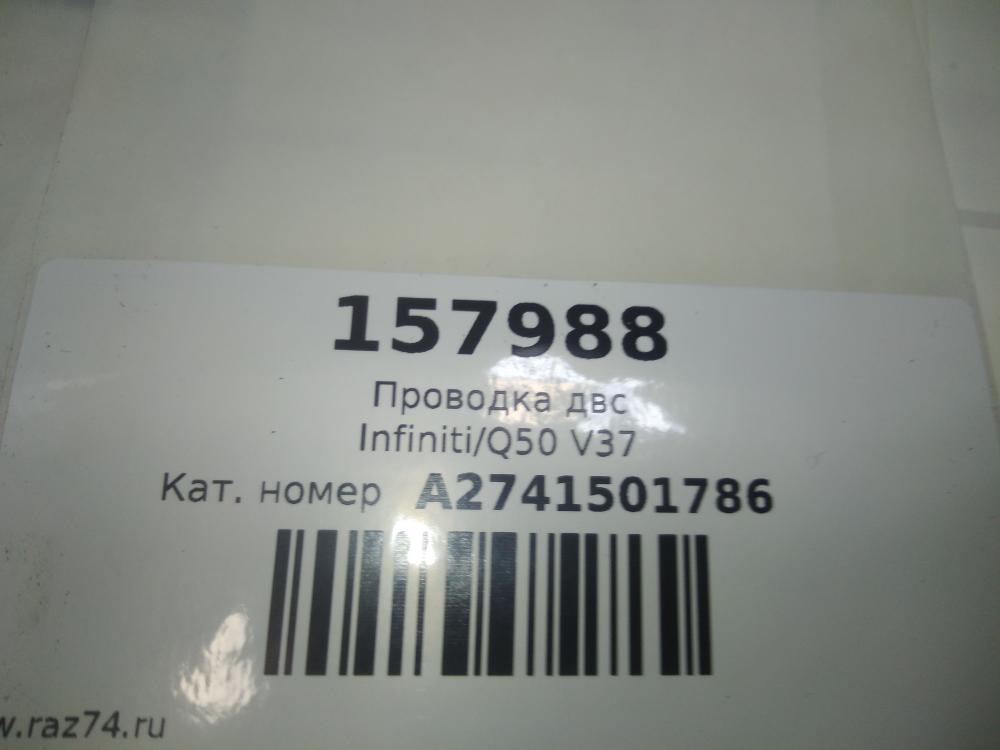 157988
Проводка двс
Infiniti/Q50 V37
Кат. номер A2741501786
w.raz74.ru